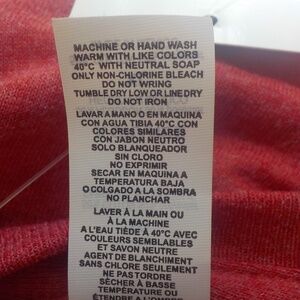 MACHINE OR HAND WASH
WARM WITH LIKE COLORS
40°C WITH NEUTRAL SOAP
ONLY NON-CHLORINE BLEACH
DO NOT WRING
TUMBLE DRY LOW OR LINE DRY
DO NOT IRON
LAVAR A MANO O EN MAQUINA
CON AGUA TIBIA 40°C CON
COLORES SIMILARES
CON JABON NEUTRO
SOLO BLANQUEADOR
SIN CLORO
NO EXPRIMIR
SECAR EN MAQUINA A
TEMPERATURA BAJA
O COLGADO A LA SOMBRA
NO PLANCHAR
LAVER À LA MAIN OU
À LA MACHINE
A L'EAU TIÈDE À 40°C AVEC
COULEURS SEMBLABLES
ET SAVON NEUTRE
AGENT DE BLANCHIMENT
SANS CHLORE SEULEMENT
NE PAS TORDRE
SÈCHER À BASSE
TEMPÉRATURE OU
ÉTENDRE A L'OMBRE